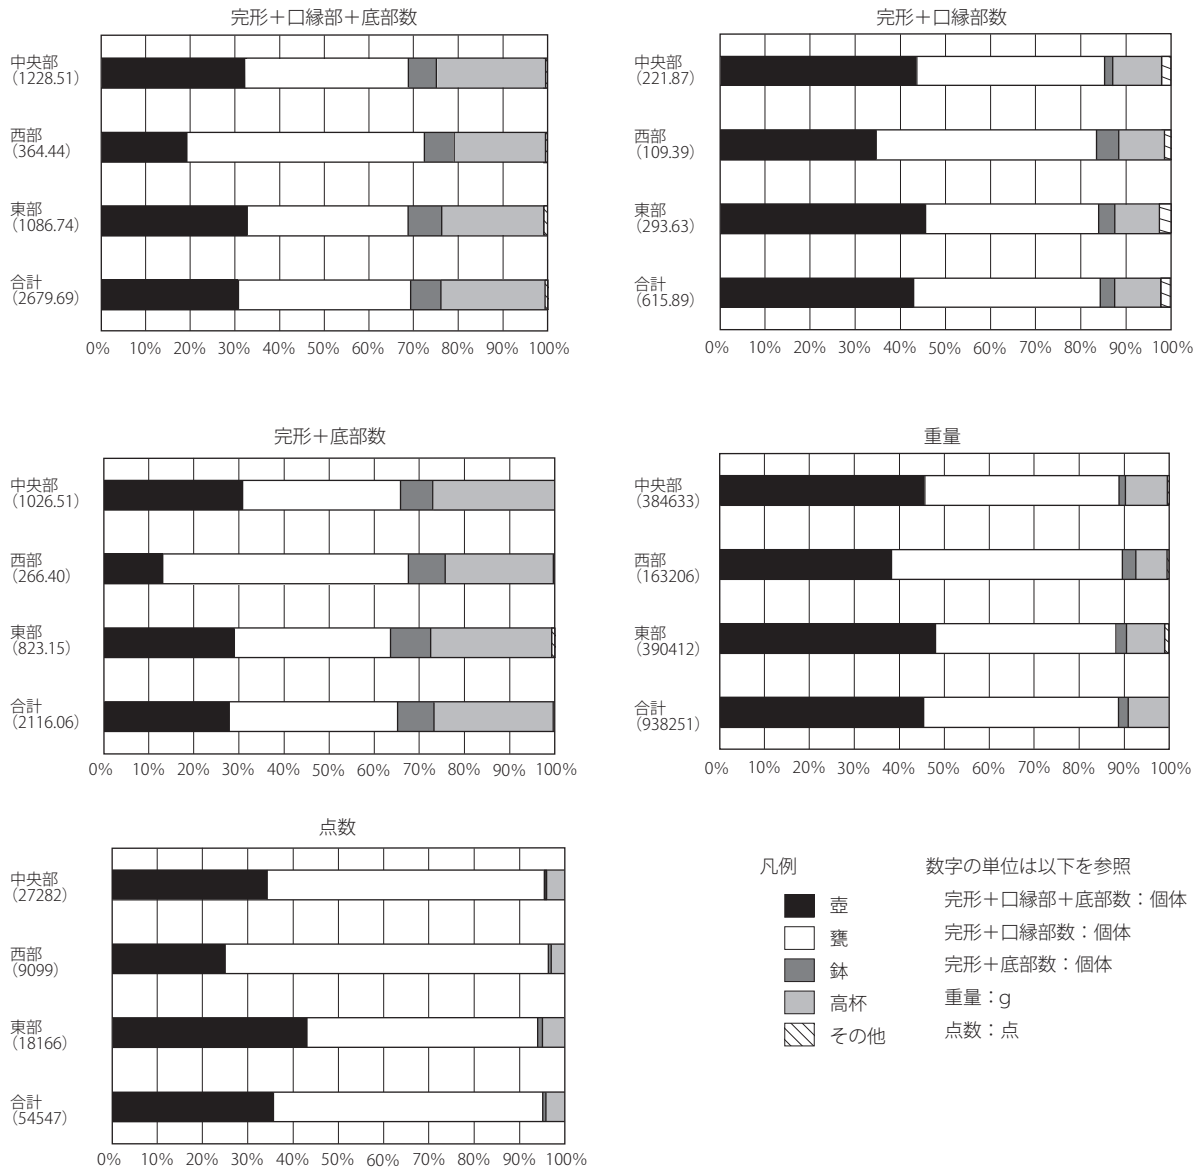 完形＋口縁部＋底部数
中央部
（1228.51）
西部
（364.44）
東部
（1086.74）
合計
（2679.69）
0% 10% 20% 30% 40% 50% 60% 70% 80% 90% 100%
完形＋口縁部数
中央部
（221.87）
西部
（109.39）
東部
（293.63）
合計
（615.89）
0% 10% 20% 30% 40% 50% 60% 70% 80% 90% 100%
完形＋底部数
中央部
（1026.51）
西部
（266.40）
東部
（823.15）
合計
（2116.06）
0% 10% 20% 30% 40% 50% 60% 70% 80% 90% 100%
重量
中央部
（384633）
西部
（163206）
東部
（390412）
合計
（938251）
0% 10% 20% 30% 40% 50% 60% 70% 80% 90% 100%
点数
中央部
（27282）
西部
（9099）
東部
（18166）
合計
（54547）
0% 10% 20% 30% 40% 50% 60% 70% 80% 90% 100%
凡例
壺
甕
鉢
高杯
その他
数字の単位は以下を参照
完形＋口縁部＋底部数：個体
完形＋口縁部数：個体
完形＋底部数：個体
重量：g
点数：点